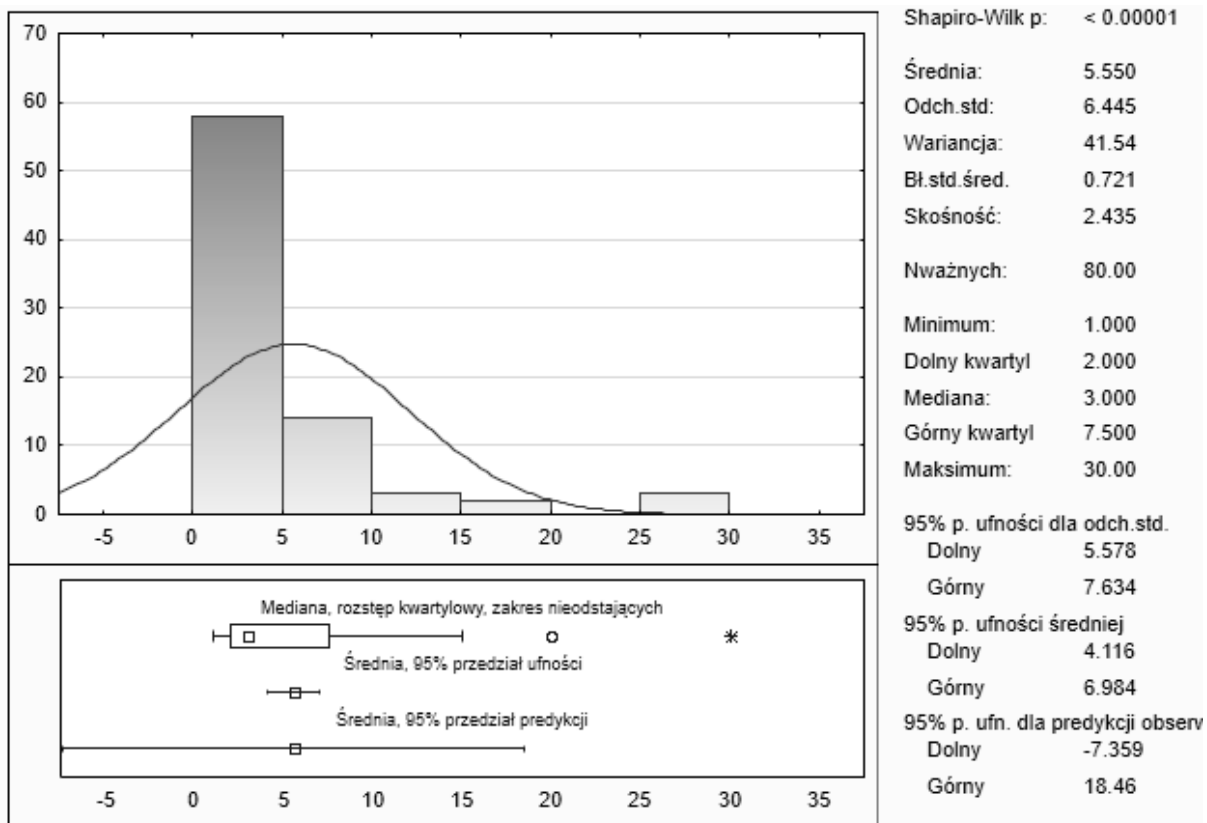 70
60
50
40
30
20
10
0
-5 0 5 10 15 20 25 30 35
Mediana, rozstęp kwartylowy, zakres nieodstających
Średnia, 95% przedział ufności
Średnia, 95% przedział predykcji
-5 0 5 10 15 20 25 30 35
Shapiro-Wilk p: < 0.00001
Średnia: 5.550
Odch.std: 6.445
Wariancja: 41.54
Bł.std.śred. 0.721
Skośność: 2.435
Nważnych: 80.00
Minimum: 1.000
Dolny kwartyl 2.000
Mediana: 3.000
Górny kwartyl 7.500
Maksimum: 30.00
95% p. ufności dla odch.std.
Dolny 5.578
Górny 7.634
95% p. ufności średniej
Dolny 4.116
Górny 6.984
95% p. ufn. dla predykcji obserw
Dolny -7.359
Górny 18.46